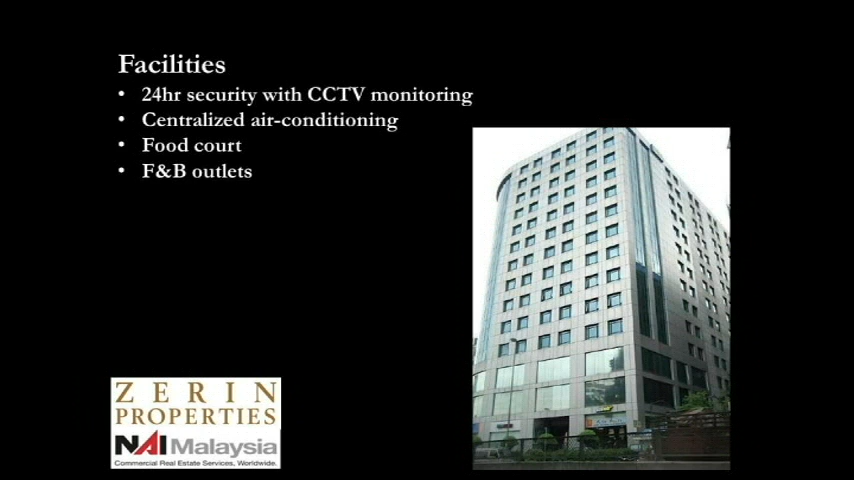 Facilities
• 24hr security with CCTV monitoring
• Centralized air-conditioning
• Food court
• F&B outlets
ZERIN
PROPERTIES
NAI Malaysia
Commercial Real Estate Services, Worldwide.